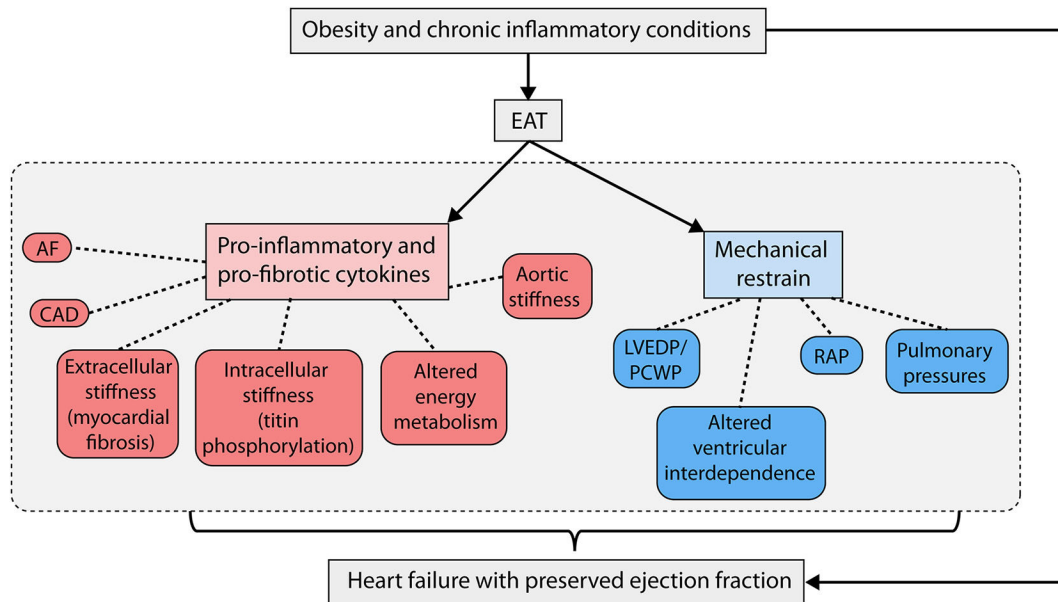 Obesity and chronic inflammatory conditions
EAT
Pro-inflammatory and
pro-fibrotic cytokines
Mechanical
restrain
AF
CAD
Extracellular
stiffness
(myocardial
fibrosis)
Intracellular
stiffness
(titin
phosphorylation)
Altered
energy
metabolism
Aortic
stiffness
LVEDP/
PCWP
Altered
ventricular
interdependence
RAP
Pulmonary
pressures
Heart failure with preserved ejection fraction